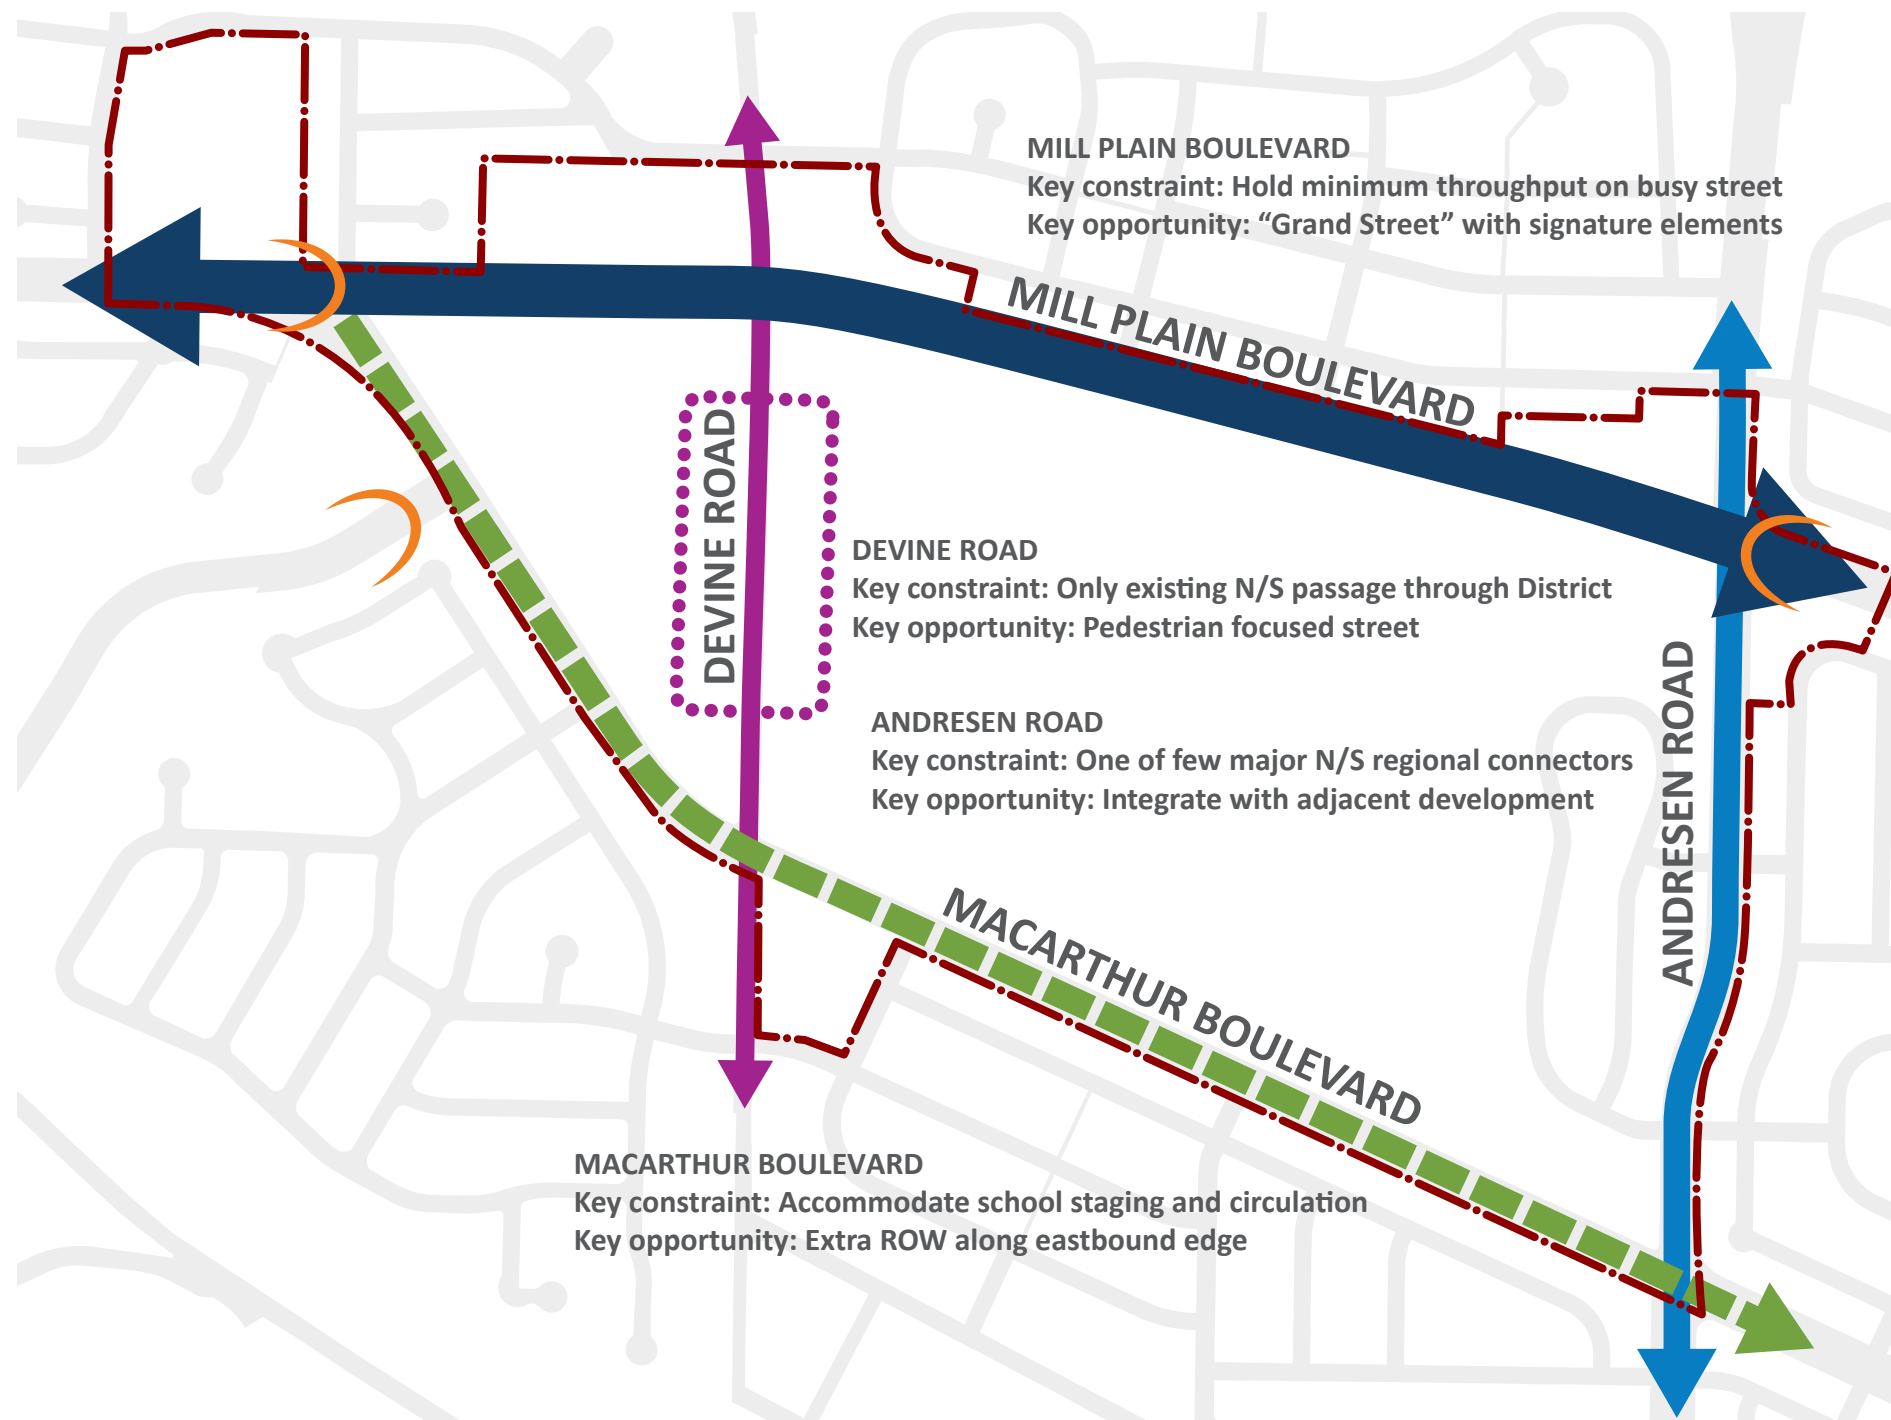 MILL PLAIN BOULEVARD
Key constraint: Hold minimum throughput on busy street
Key opportunity: “Grand Street” with signature elements
MILL PLAIN BOULEVARD
DEVINE ROAD
DEVINE ROAD
Key constraint: Only existing N/S passage through District
Key opportunity: Pedestrian focused street
ANDRESEN ROAD
ANDRESEN ROAD
Key constraint: One of few major N/S regional connectors
Key opportunity: Integrate with adjacent development
MACARTHUR BOULEVARD
MACARTHUR BOULEVARD
Key constraint: Accommodate school staging and circulation
Key opportunity: Extra ROW along eastbound edge